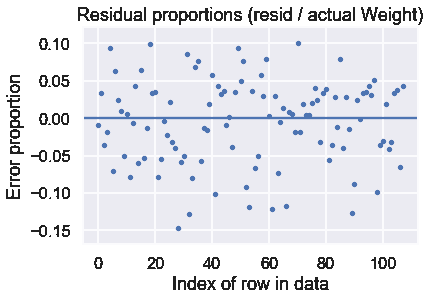 Residual proportions (resid / actual Weight)
Error proportion
0.10
0.05
0.00
−0.05
−0.10
−0.15
0 20 40 60 80 100
Index of row in data